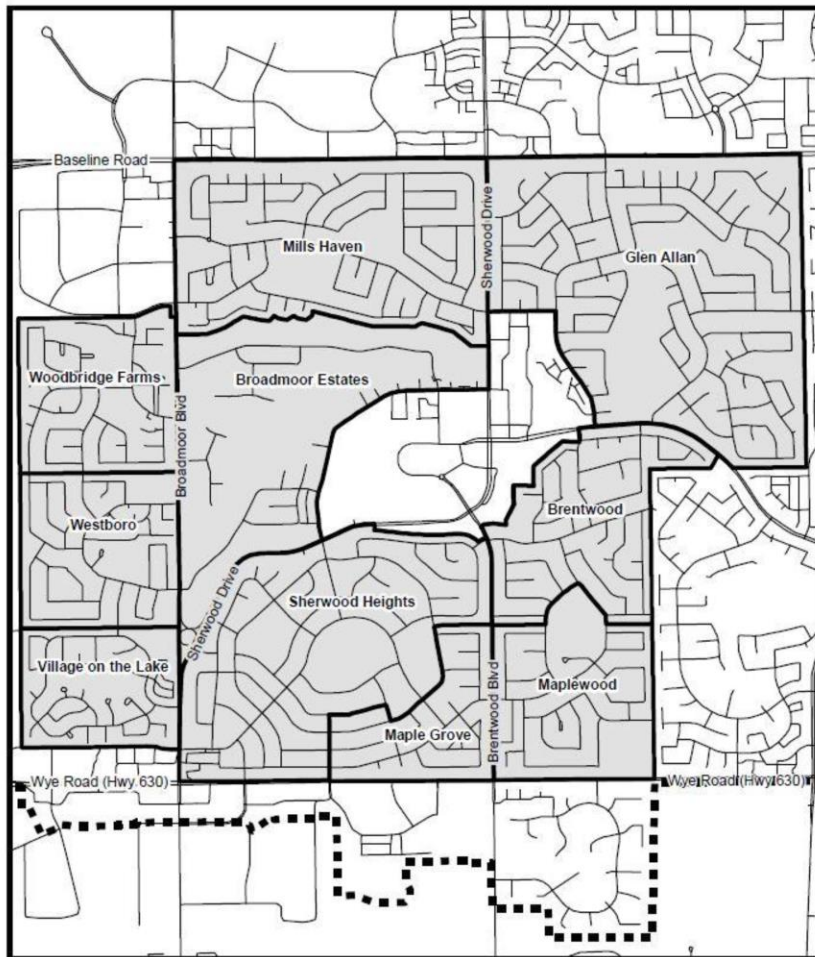 Baseline Road
Sherwood Drive
Mills Haven
Glen Allan
Woodbridge Farms
Broadmoor Estates
Broadmoor Blvd
Westboro
Brentwood
Sherwood Drive
Sherwood Heights
Village on the Lake
Maplewood
Brentwood Blvd
Maple Grove
Wye Road (Hwy 630)
Wye Road (Hwy 630)